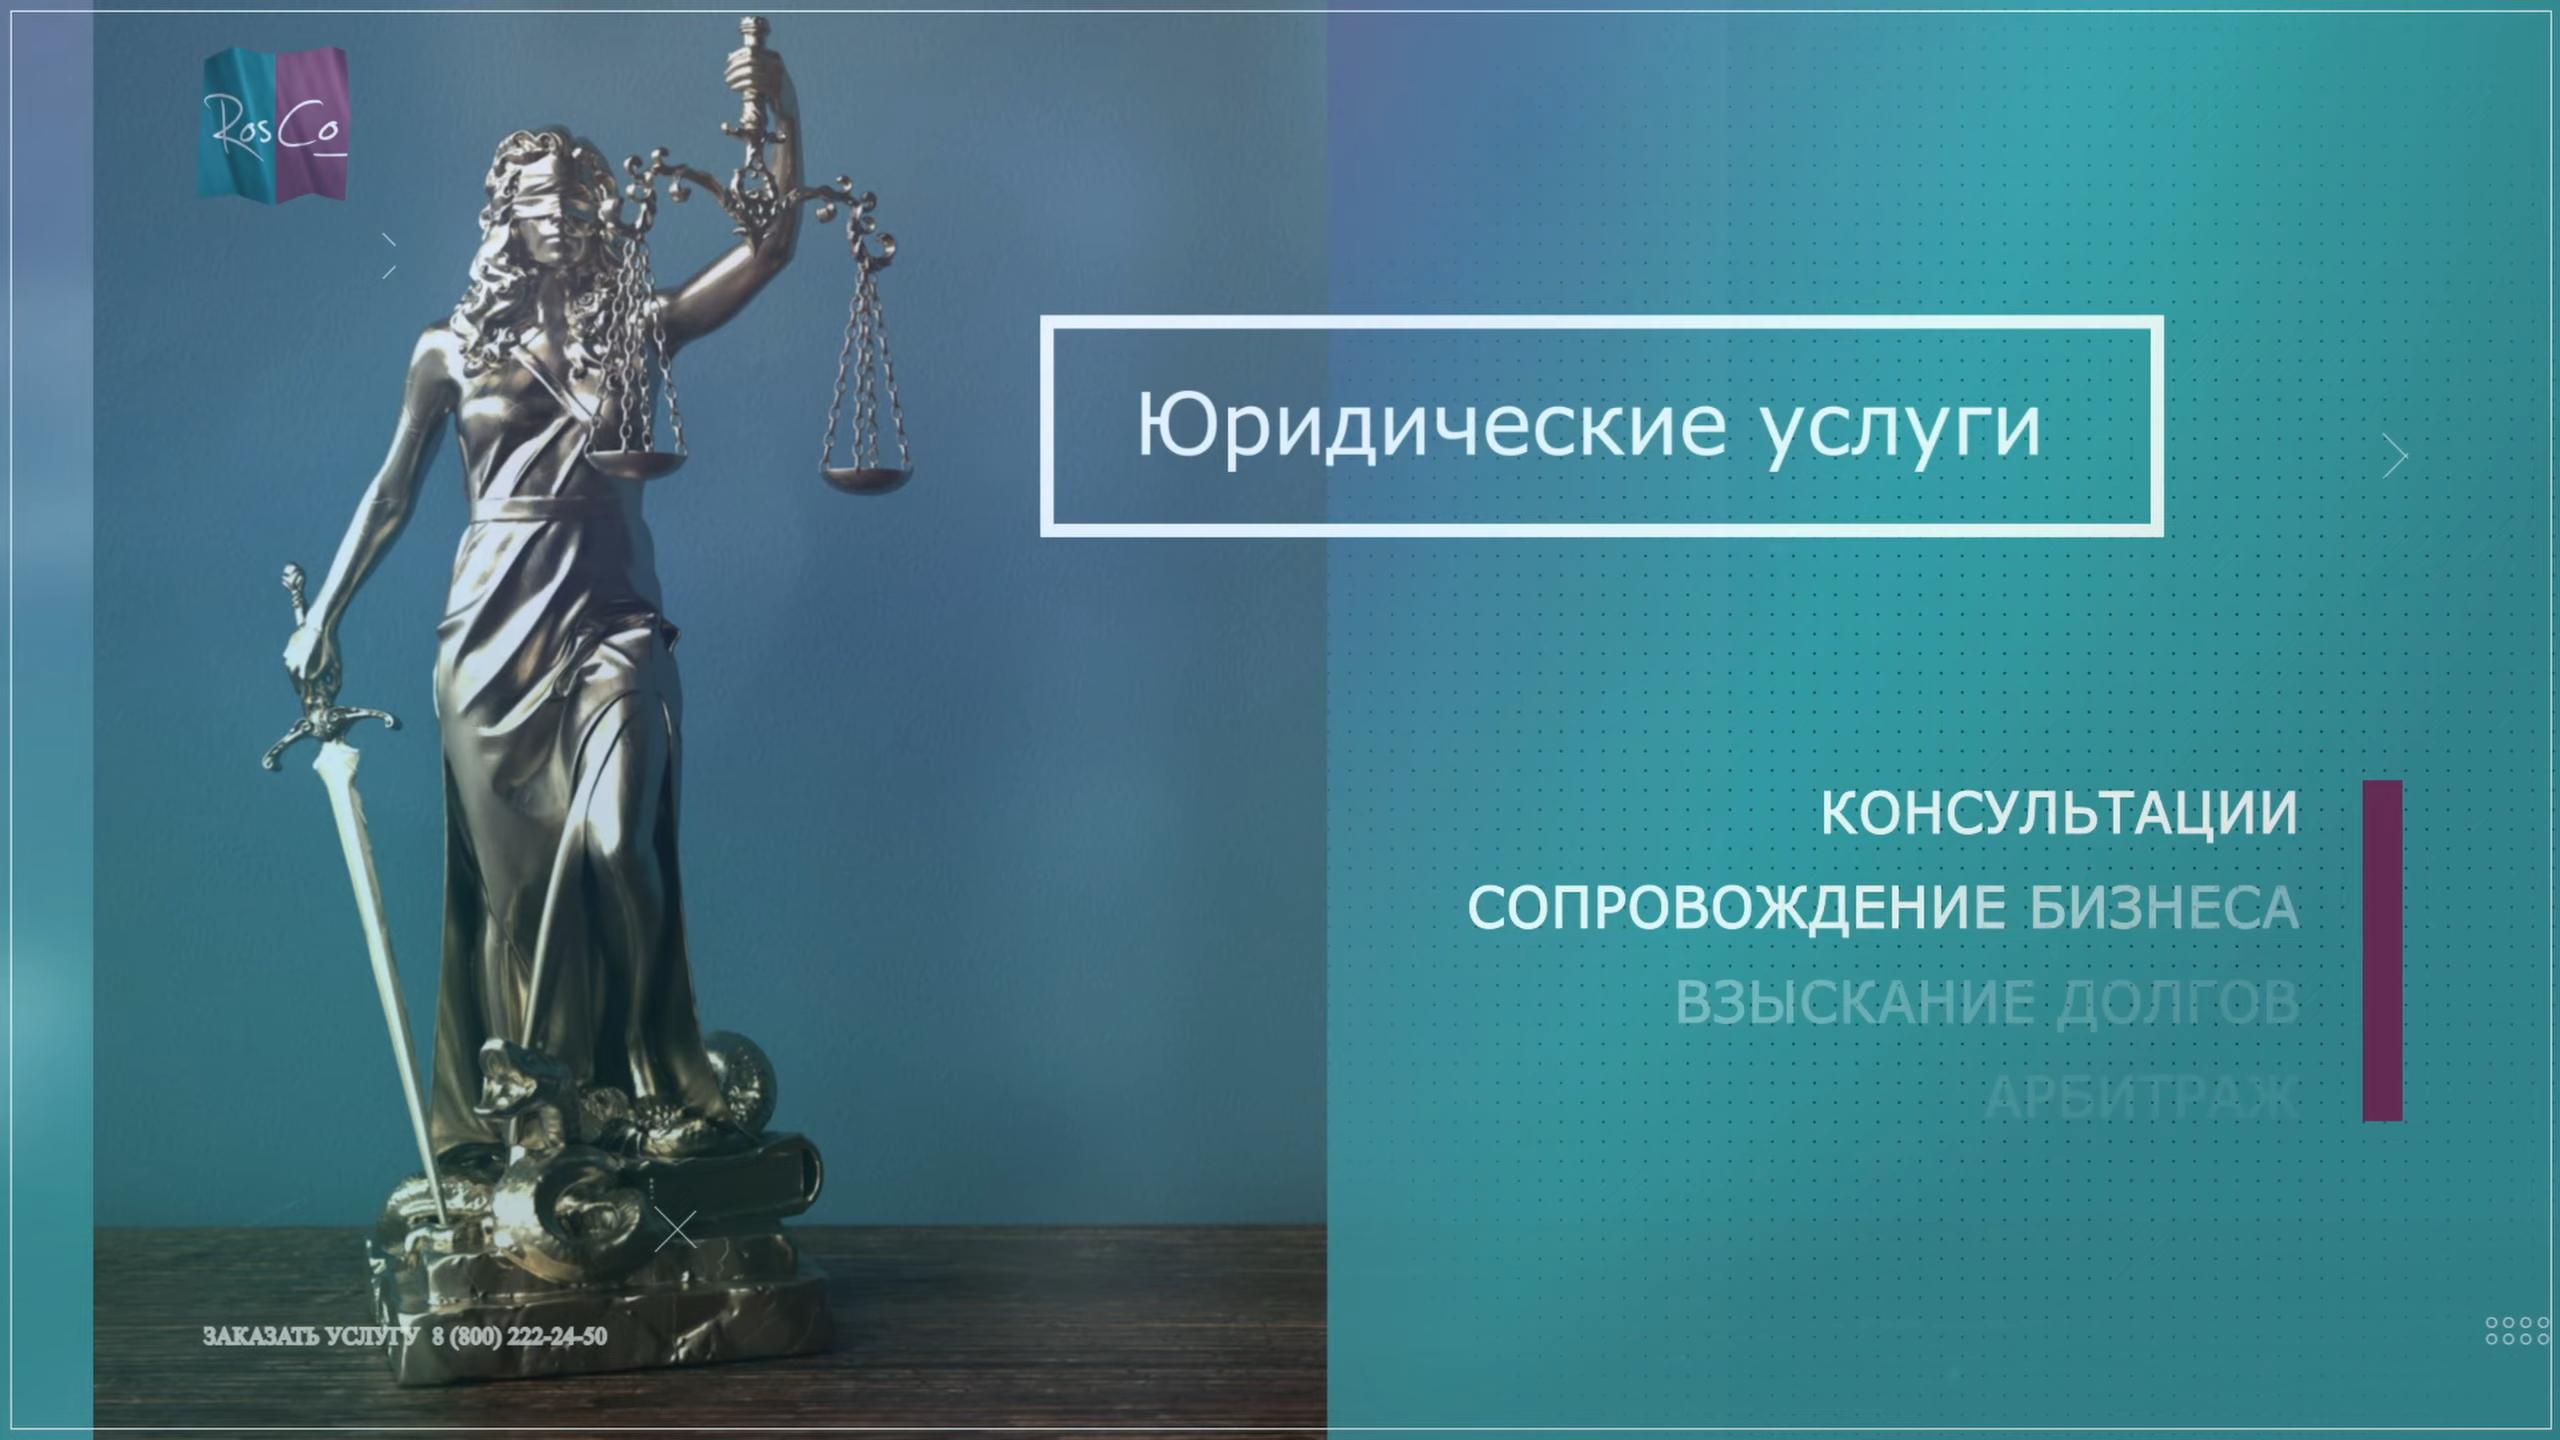 RosCo
Юридические услуги
КОНСУЛЬТАЦИИ
СОПРОВОЖДЕНИЕ БИЗНЕСА
ВЗЫСКАНИЕ ДОЛГОВ
АРБИТРАЖ
ЗАКАЗАТЬ УСЛУГУ 8 (800) 222-24-50